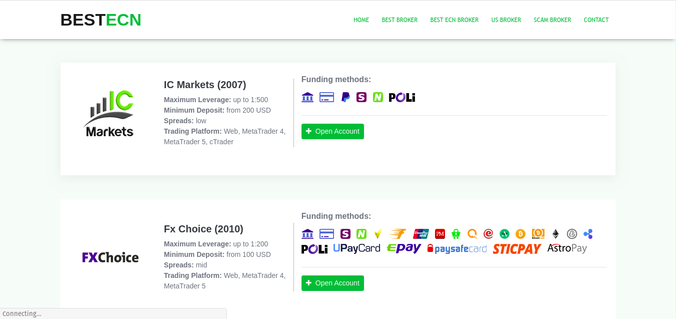 BESTECN
HOME BEST BROKER BEST ECN BROKER US BROKER SCAM BROKER CONTACT
IC
Markets
IC Markets (2007)
Maximum Leverage: up to 1:500
Minimum Deposit: from 200 USD
Spreads: low
Trading Platform: Web, MetaTrader 4,
MetaTrader 5, cTrader
Funding methods:
POLi
Open Account
FXChoice
Fx Choice (2010)
Maximum Leverage: up to 1:200
Minimum Deposit: from 100 USD
Spreads: mid
Trading Platform: Web, MetaTrader 4,
MetaTrader 5
Funding methods:
POLi UPayCard ePay paysafecard STICPAY AstroPay
Open Account
Connecting...